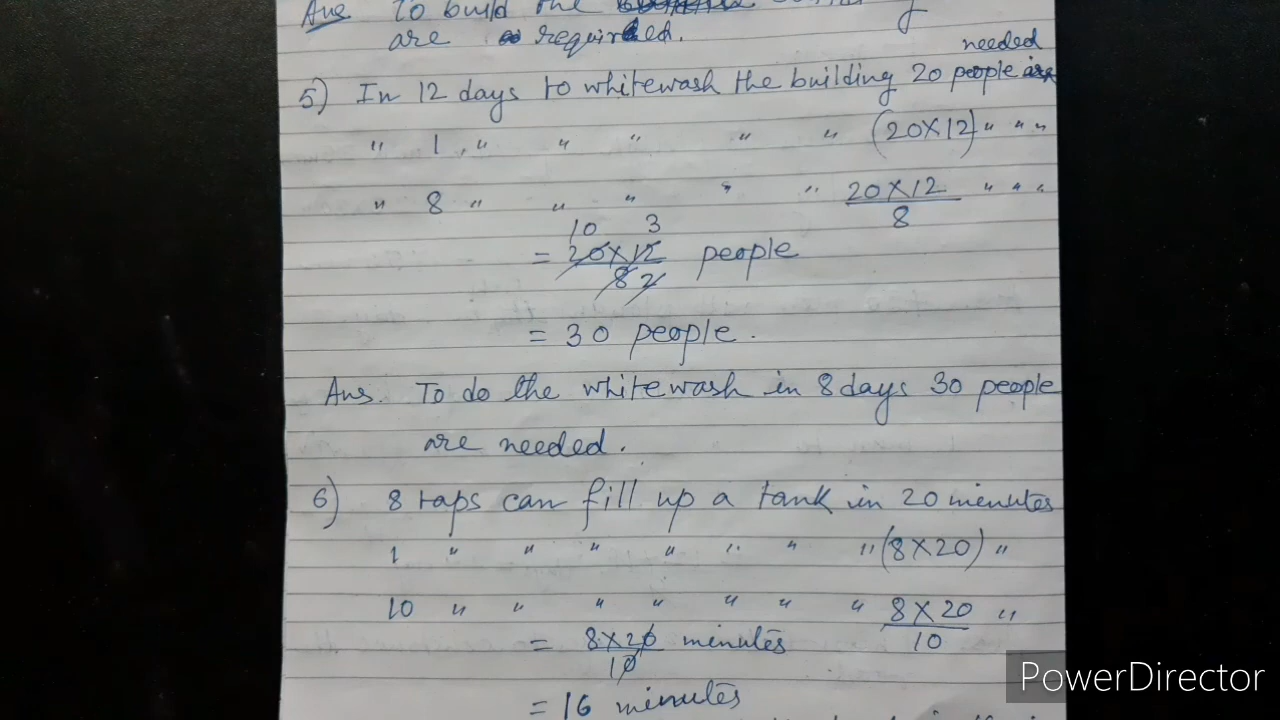 Ans To build the
are required.
needed
5) In 12 days to whitewash the building 20 people are
" 1 " " " " " (20×12) " " "
" 8 " " " " " 20×12 " " "
8
10 3
= 20×12 people
8 2
= 30 people.
Ans. To do the whitewash in 8 days 30 people
are needed.
6) 8 taps can fill up a tank in 20 minutes
1 " " " " " " " (8×20) "
10 " " " " " " " 8×20 "
10
= 8×20 minutes
10
= 16 minutes
PowerDirector